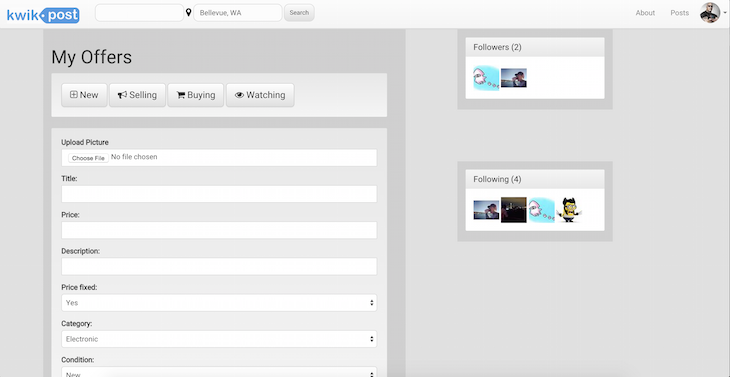 kwik post
Bellevue, WA
Search
About
Posts
My Offers
New
Selling
Buying
Watching
Upload Picture
Choose File No file chosen
Title:
Price:
Description:
Price fixed:
Yes
Category:
Electronic
Condition:
New
Followers (2)
Following (4)